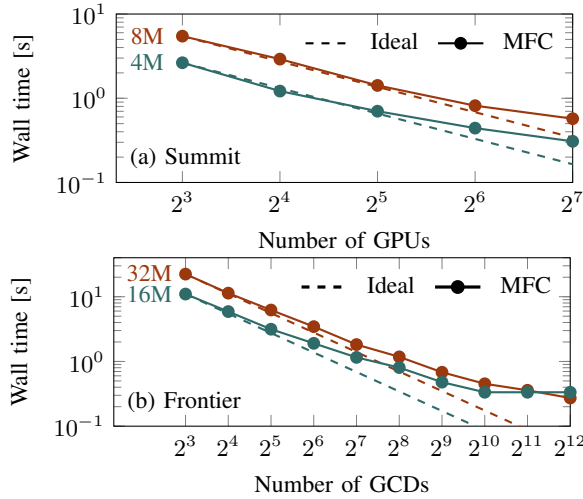 10^1
8M
Ideal
MFC
4M
10^0
Wall time [s]
(a) Summit
10^−1
2^3 2^4 2^5 2^6 2^7
Number of GPUs
32M
Ideal
MFC
16M
10^1
10^0
Wall time [s]
(b) Frontier
10^−1
2^3 2^4 2^5 2^6 2^7 2^8 2^9 2^10 2^11 2^12
Number of GCDs